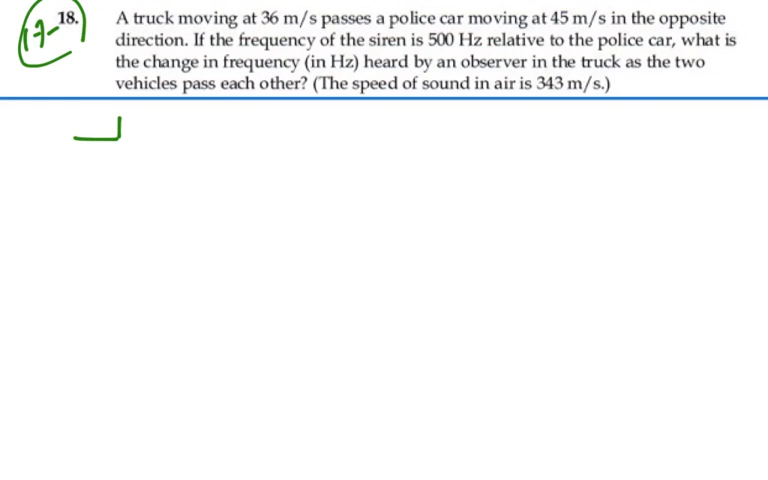 17-18. A truck moving at 36 m/s passes a police car moving at 45 m/s in the opposite
direction. If the frequency of the siren is 500 Hz relative to the police car, what is
the change in frequency (in Hz) heard by an observer in the truck as the two
vehicles pass each other? (The speed of sound in air is 343 m/s.)